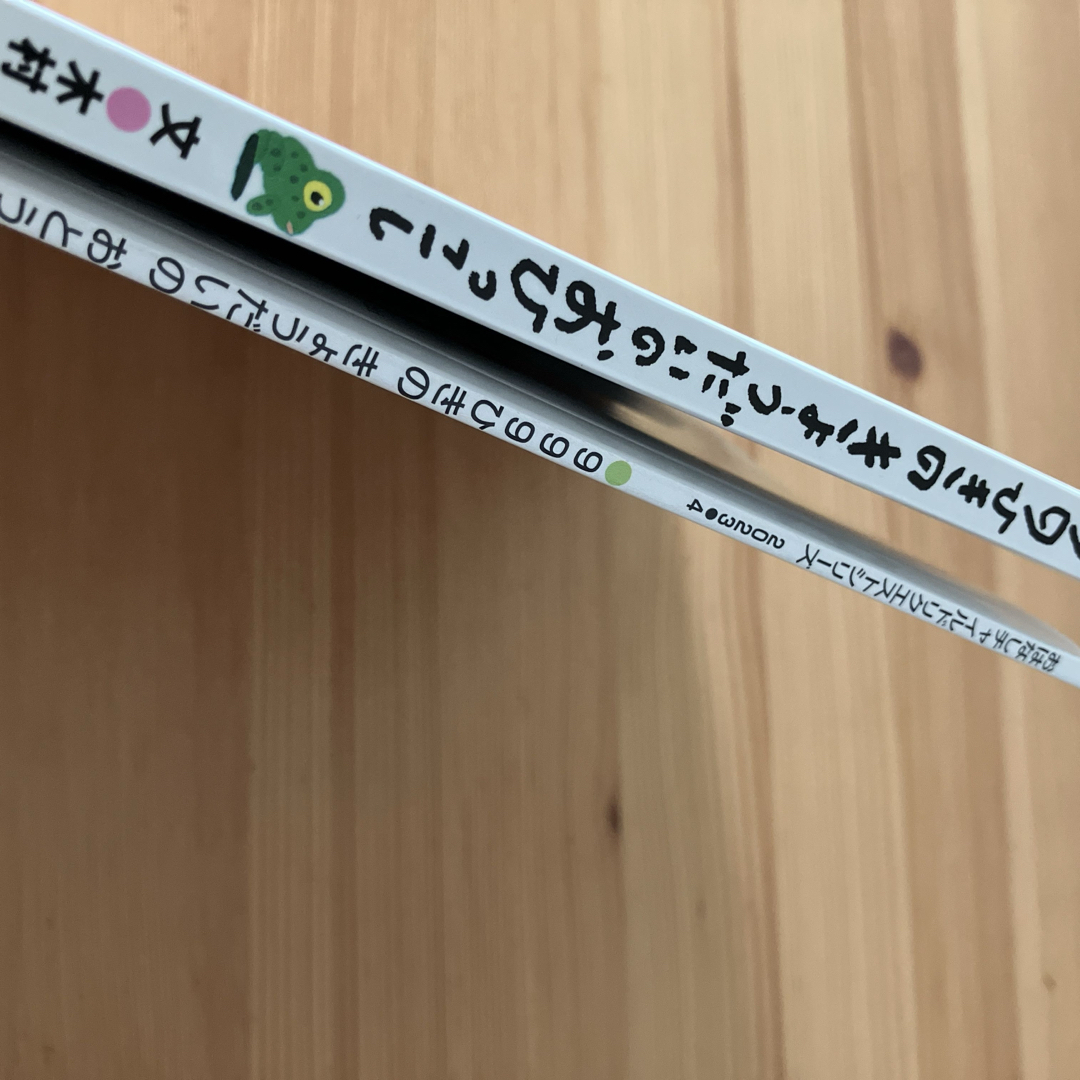 9ひきのきょうだいのおひっこし 文●木村
おはなしチャイルドリクエストシリーズ 2023●4 ●999ひきの きょうだいの おとう